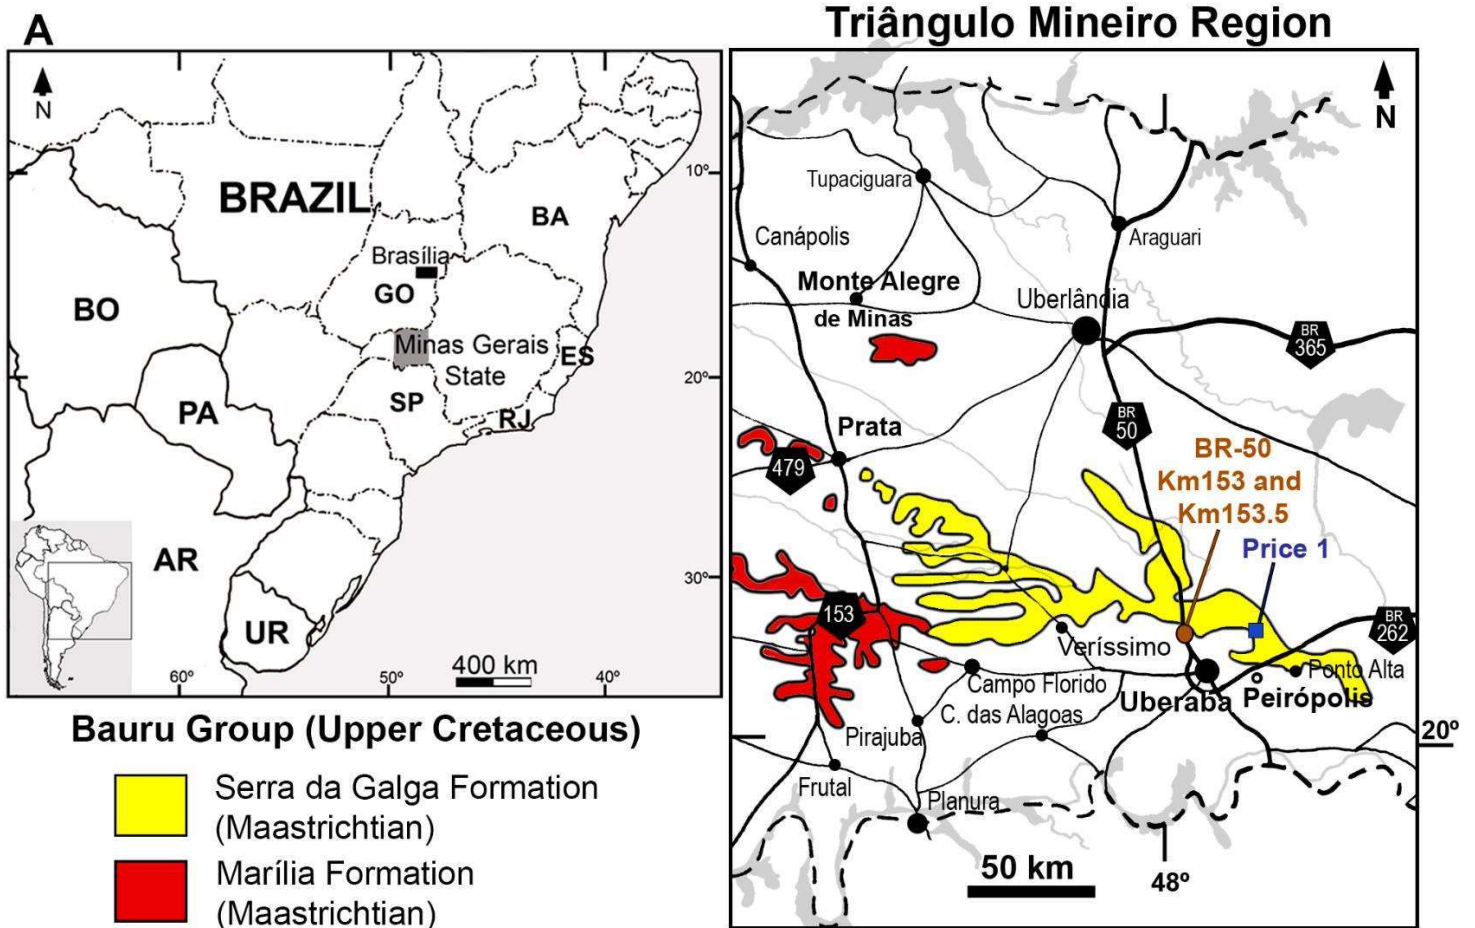 A
N
BRAZIL
BA
Brasília
GO
BO
Minas Gerais
State
ES
SP
PA
RJ
AR
UR
400 km
10º
20º
30º
60º
50º
40º
Bauru Group (Upper Cretaceous)
Serra da Galga Formation
(Maastrichtian)
Marília Formation
(Maastrichtian)
Triângulo Mineiro Region
N
Tupaciguara
Araguari
Canápolis
Monte Alegre
de Minas
Uberlândia
BR
365
Prata
BR
50
479
BR-50
Km153 and
Km153.5
Price 1
153
BR
262
Veríssimo
Ponto Alta
Campo Florido
Uberaba
Peirópolis
C. das Alagoas
Pirajuba
20º
Frutal
Planura
50 km
48º